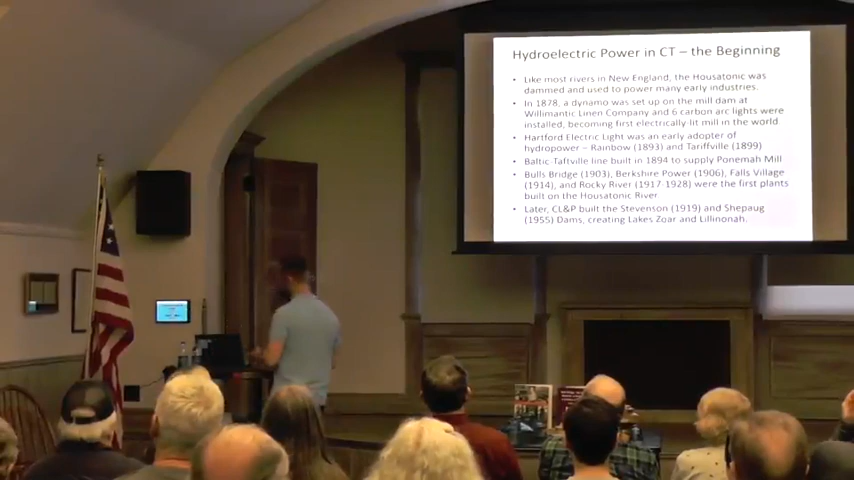 Hydroelectric Power in CT – the Beginning
• Like most rivers in New England, the Housatonic was
dammed and used to power many early industries.
• In 1878, a dynamo was set up on the mill dam at
Willimantic Linen Company and 6 carbon arc lights were
installed, becoming first electrically lit mill in the world
• Hartford Electric Light was an early adopter of
hydropower – Rainbow (1893) and Tariffville (1899)
• Baltic-Taftville line built in 1894 to supply Ponemah Mill
• Bulls Bridge (1903), Berkshire Power (1906), Falls Village
(1914), and Rocky River (1917-1928) were the first plants
built on the Housatonic River.
• Later, CL&P built the Stevenson (1919) and Shepaug
(1955) Dams, creating Lakes Zoar and Lillinonah.